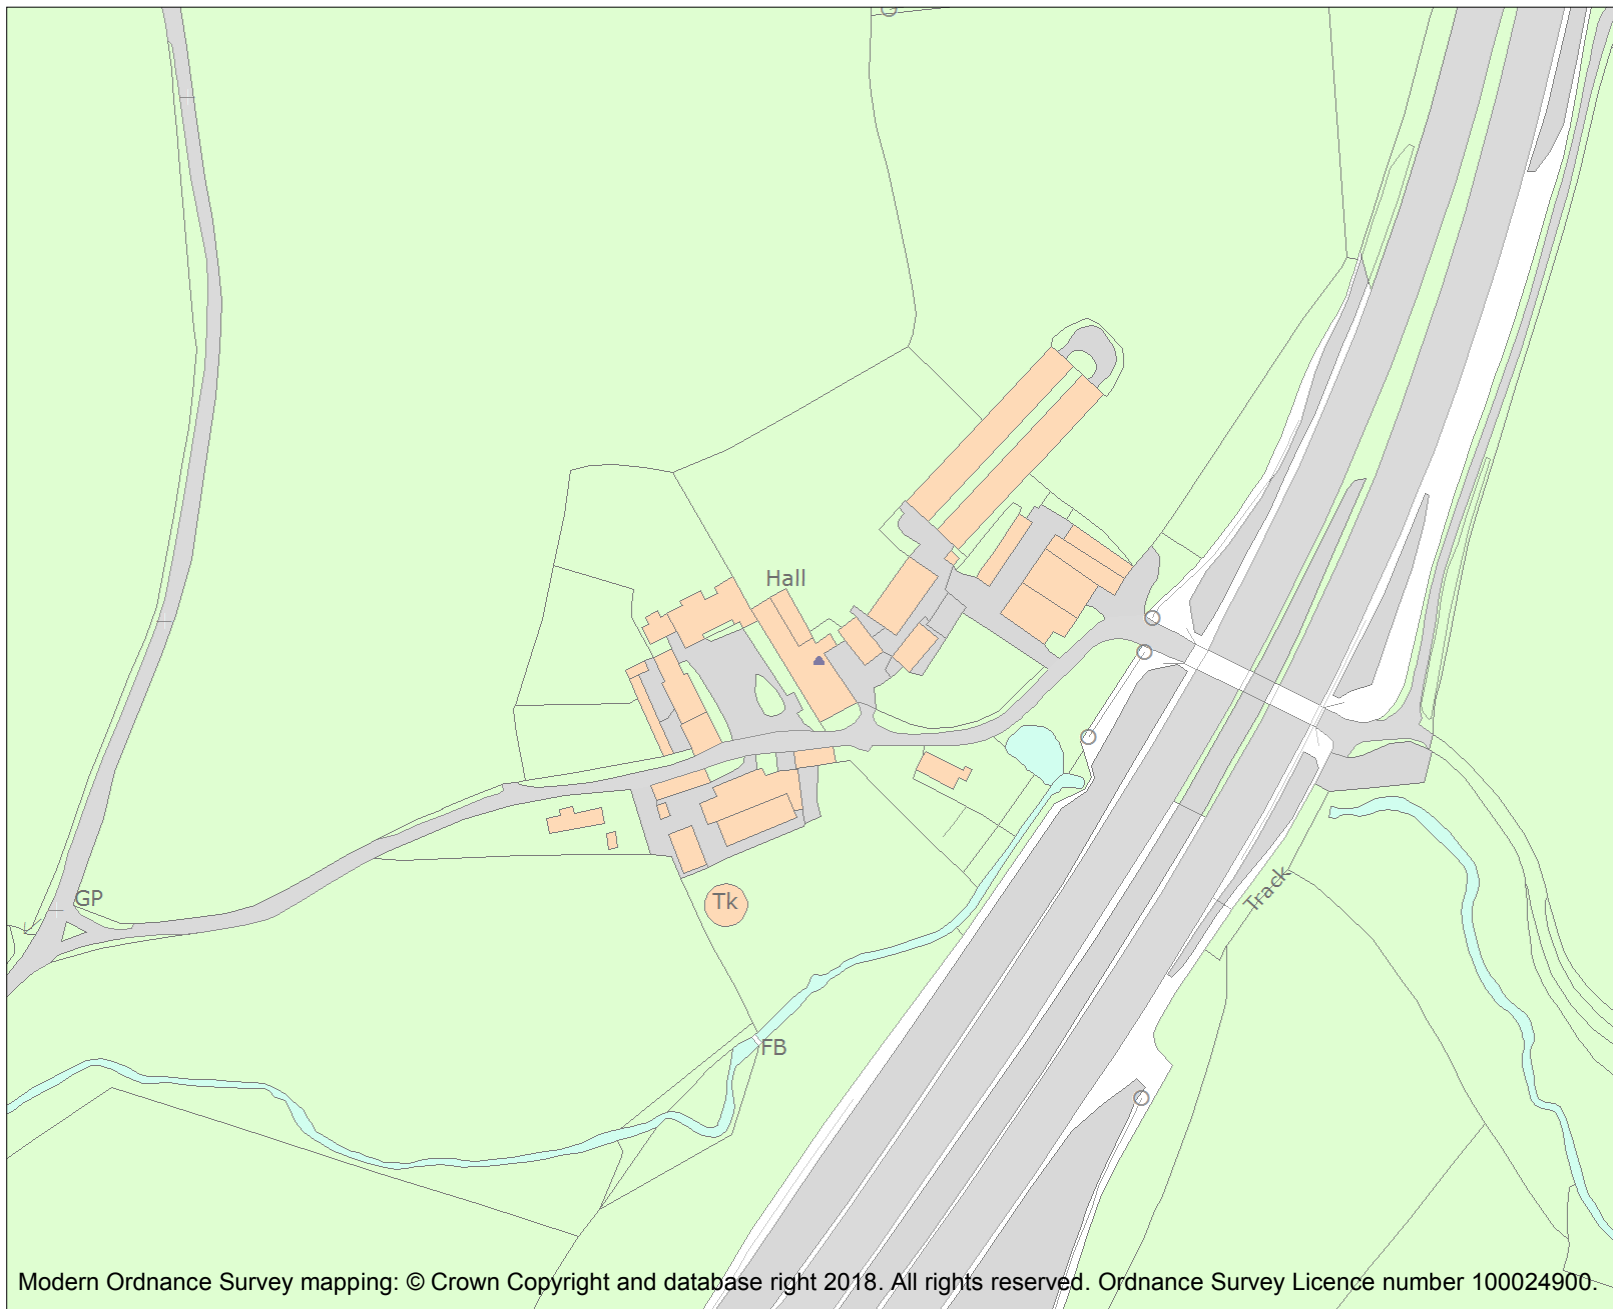 Hall
GP
Tk
Track
FB
Modern Ordnance Survey mapping: © Crown Copyright and database right 2018. All rights reserved. Ordnance Survey Licence number 100024900.